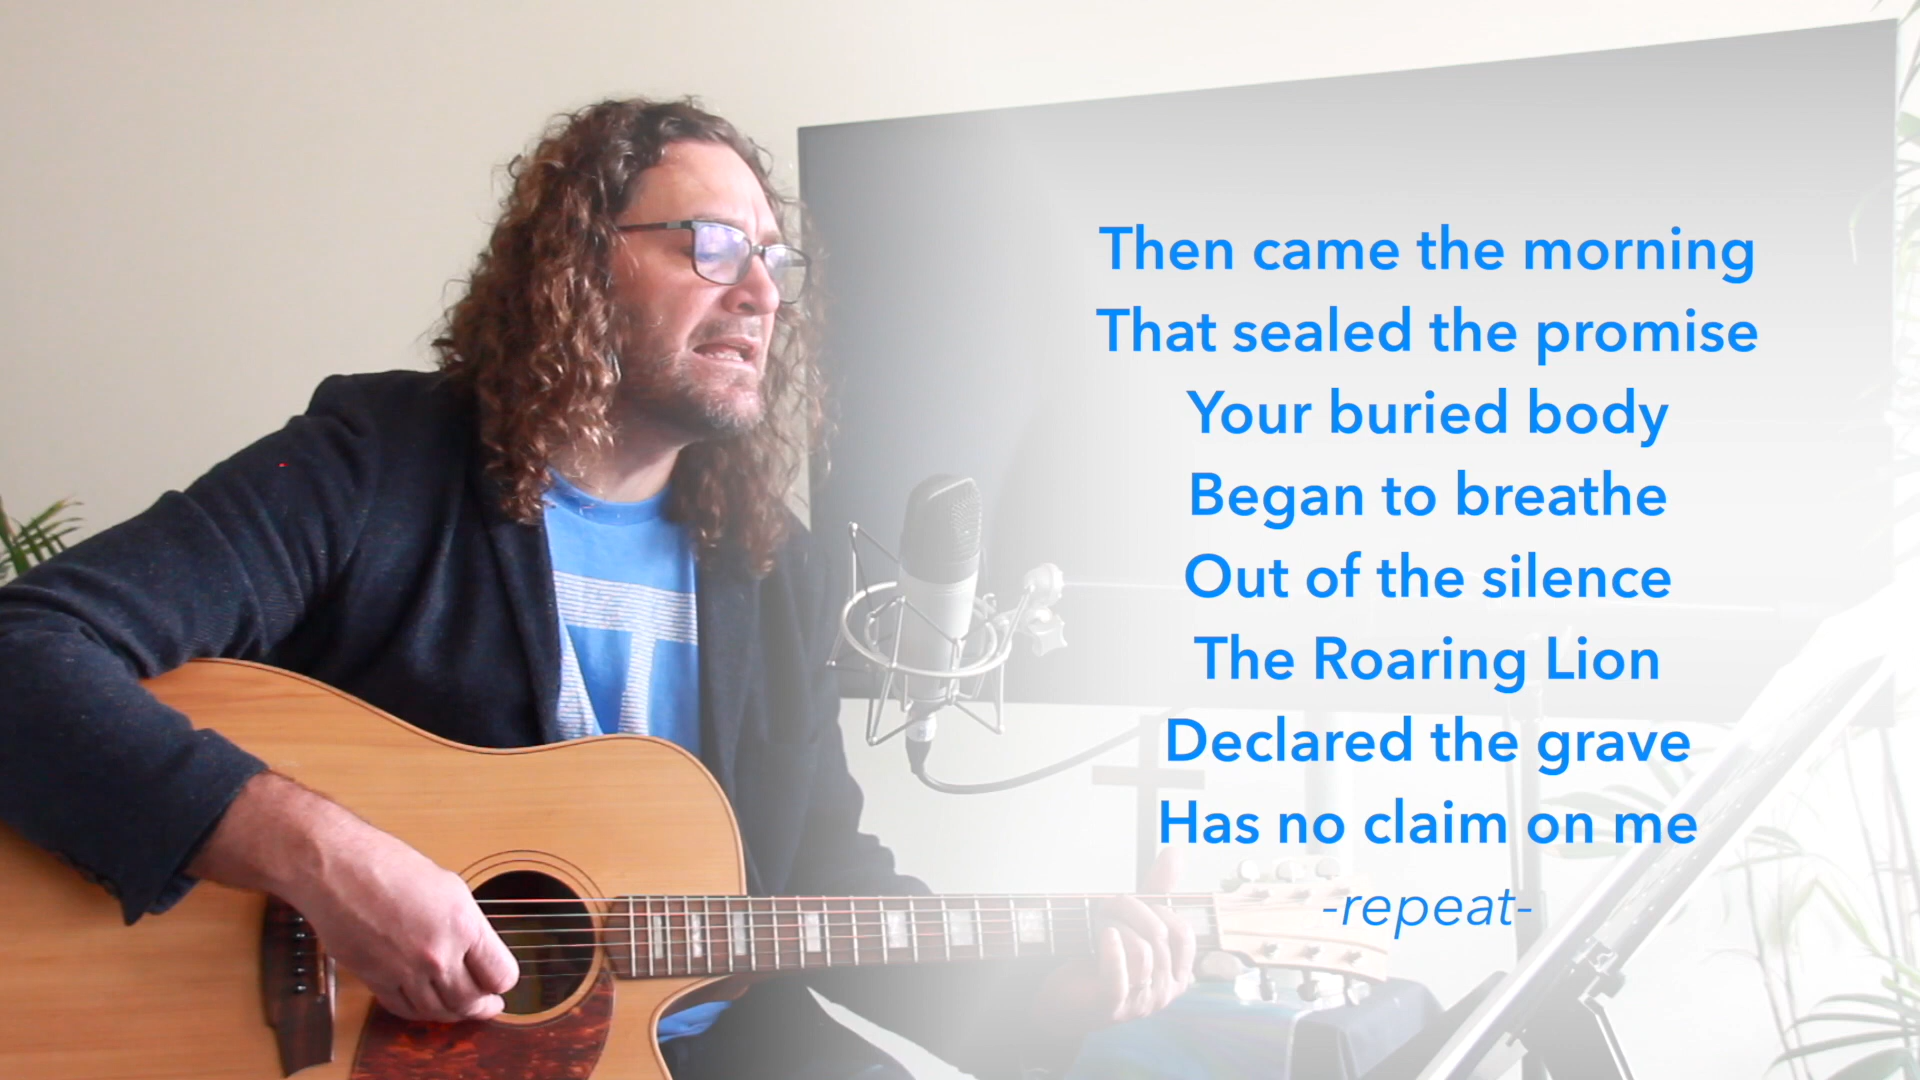 Then came the morning
That sealed the promise
Your buried body
Began to breathe
Out of the silence
The Roaring Lion
Declared the grave
Has no claim on me
-repeat-